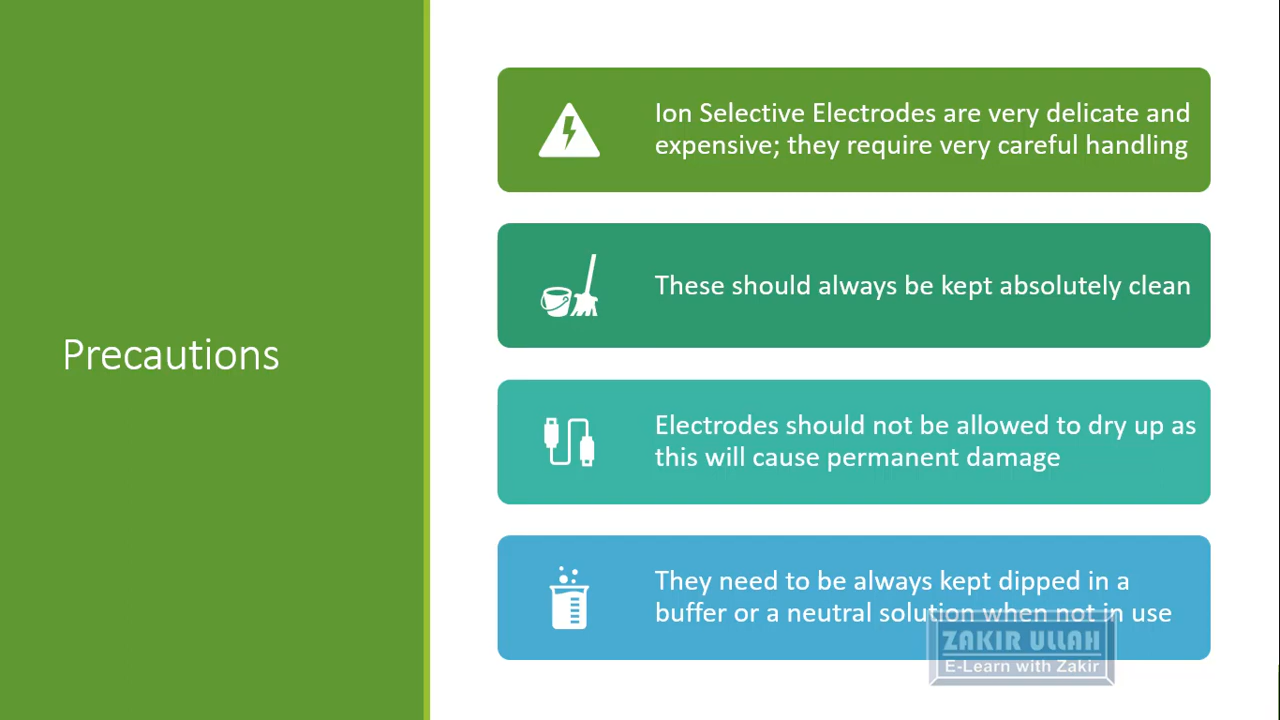 Precautions
Ion Selective Electrodes are very delicate and
expensive; they require very careful handling
These should always be kept absolutely clean
Electrodes should not be allowed to dry up as
this will cause permanent damage
They need to be always kept dipped in a
buffer or a neutral solution when not in use
ZAKIR ULLAH
E-Learn with Zakir